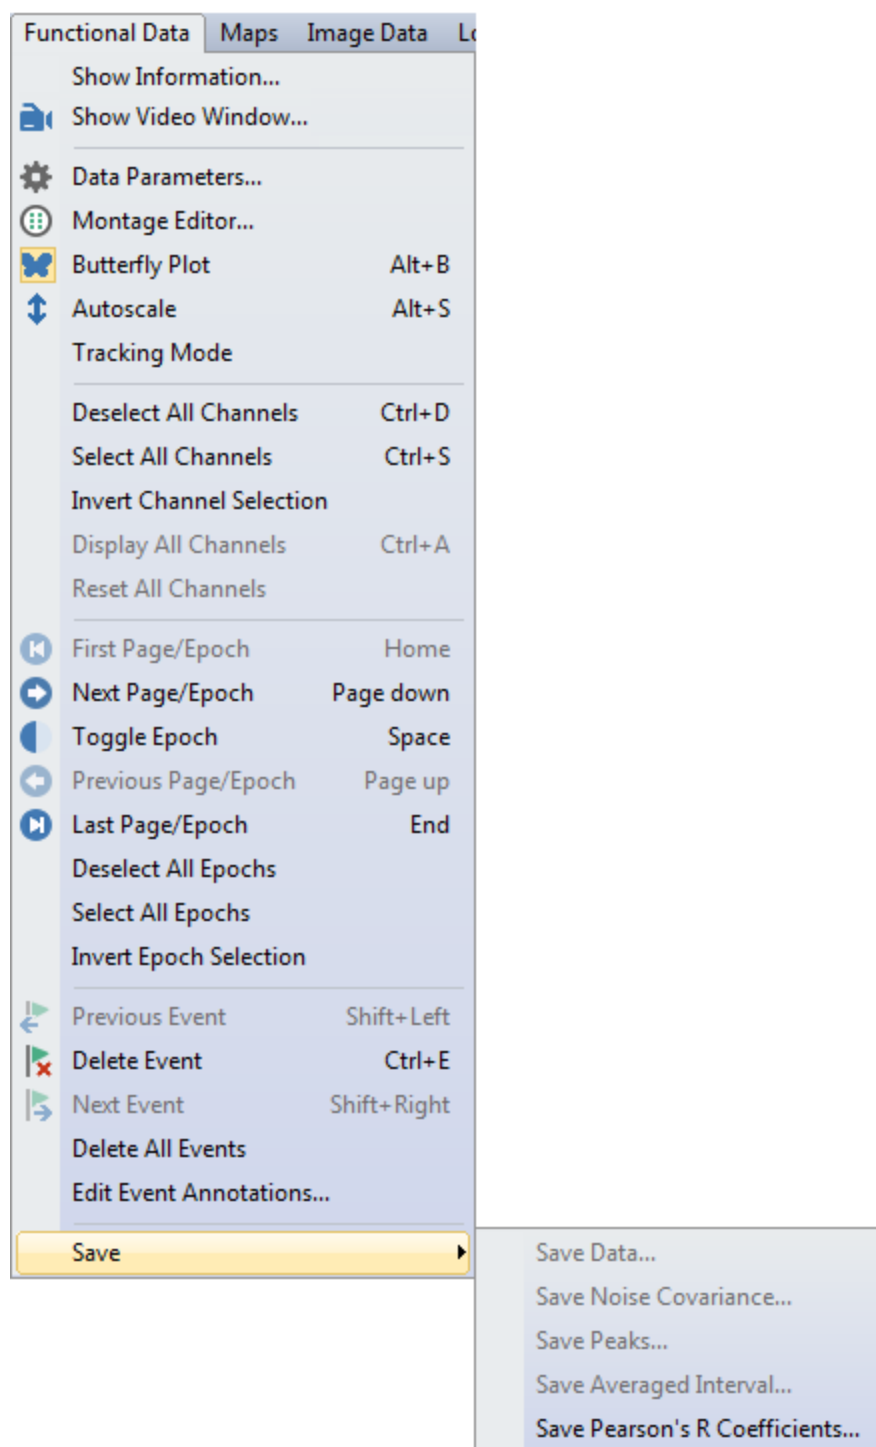 Functional Data Maps Image Data
Show Information...
Show Video Window...
Data Parameters...
Montage Editor...
Butterfly Plot Alt+B
Autoscale Alt+S
Tracking Mode
Deselect All Channels Ctrl+D
Select All Channels Ctrl+S
Invert Channel Selection
Display All Channels Ctrl+A
Reset All Channels
First Page/Epoch Home
Next Page/Epoch Page down
Toggle Epoch Space
Previous Page/Epoch Page up
Last Page/Epoch End
Deselect All Epochs
Select All Epochs
Invert Epoch Selection
Previous Event Shift+Left
Delete Event Ctrl+E
Next Event Shift+Right
Delete All Events
Edit Event Annotations...
Save
Save Data...
Save Noise Covariance...
Save Peaks...
Save Averaged Interval...
Save Pearson's R Coefficients...